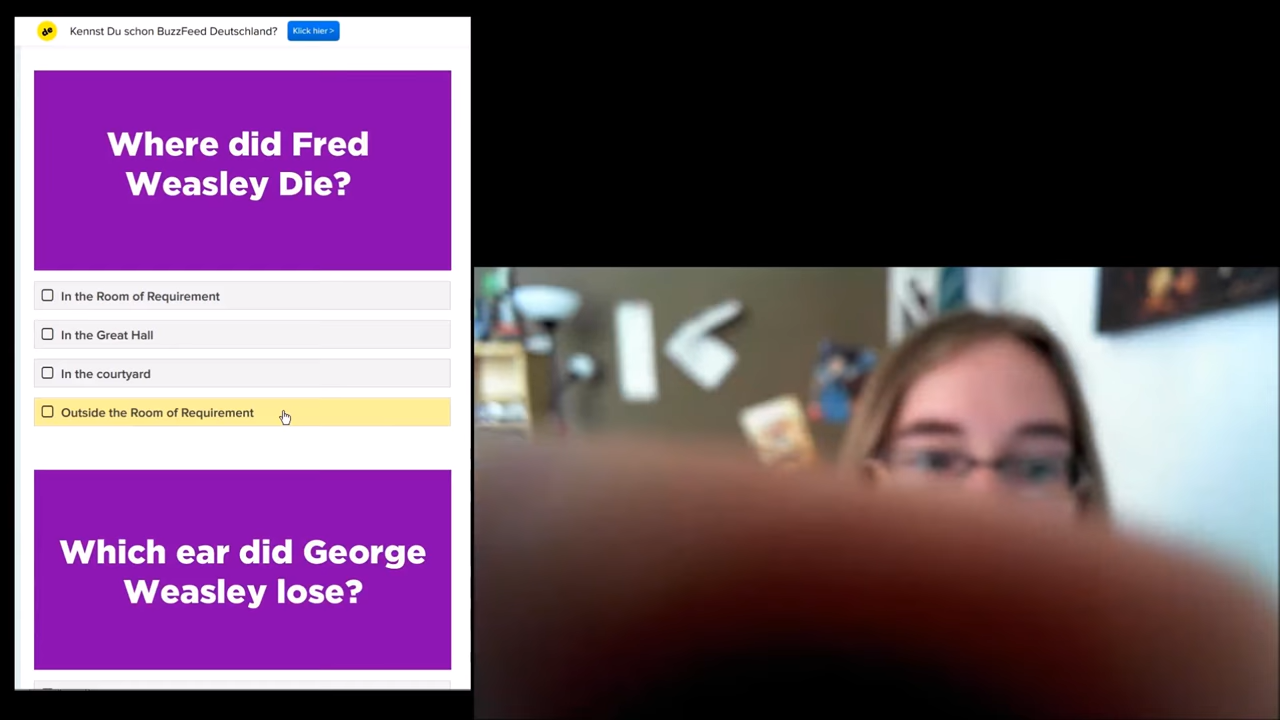 de
Kennst Du schon BuzzFeed Deutschland?
Klick hier >
Where did Fred
Weasley Die?
In the Room of Requirement
In the Great Hall
In the courtyard
Outside the Room of Requirement
Which ear did George
Weasley lose?